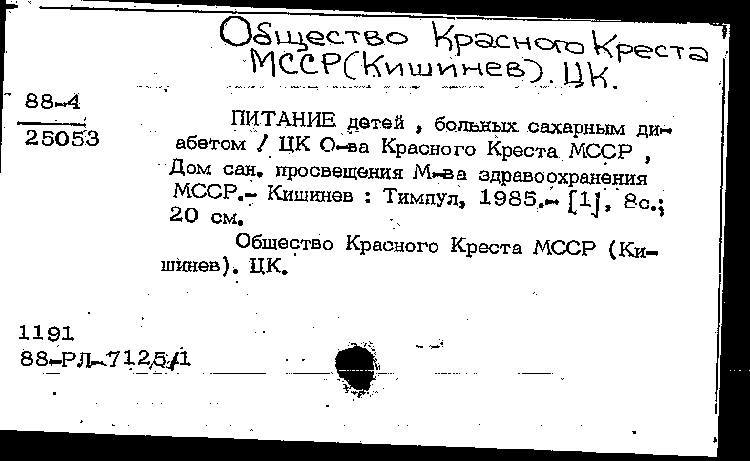 Общество Красного Креста
МССР(Кишинев). ЦК.
88-4
25053
ПИТАНИЕ детей , больных сахарным ди-
абетом / ЦК О-ва Красного Креста МССР ,
Дом сан. просвещения М-ва здравоохранения
МССР.- Кишинев : Тимпул, 1985.- [1], 8с.;
20 см.
Общество Красного Креста МССР (Ки-
шинев). ЦК.
1191
88-РЛ-7125/1